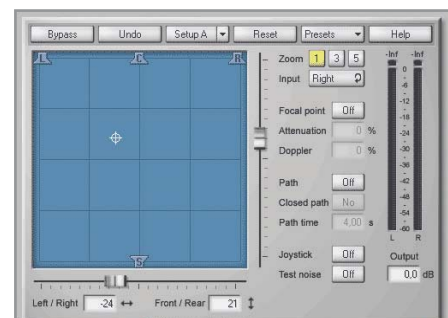 Bypass Undo Setup A Reset Presets Help
L C R Zoom 1 3 5 -Inf -Inf
Input Right 0
-6
-12
Focal point Off -18
Attenuation 0 % -24
Doppler 0 % -30
-36
Path Off -42
Closed path No -48
Path time 4,00 s -54
-60
S L R
Joystick Off Output
Test noise Off 0,0 dB
Left / Right -24 Front / Rear 21